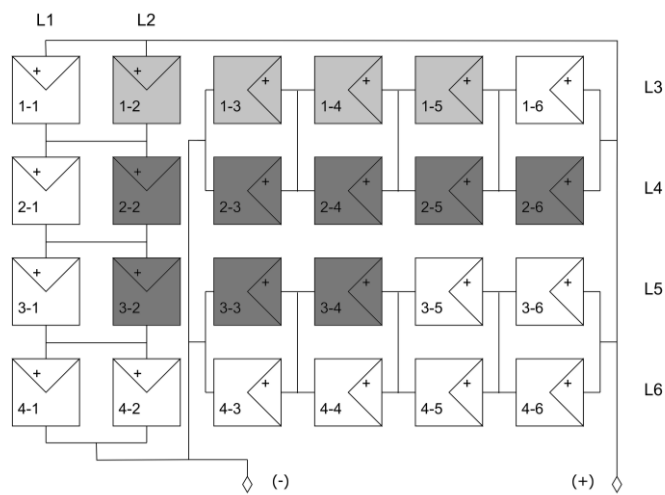 L1 L2
+ + + + + +
1-1 1-2 1-3 1-4 1-5 1-6 L3
+ + + + + +
2-1 2-2 2-3 2-4 2-5 2-6 L4
+ + + + + +
3-1 3-2 3-3 3-4 3-5 3-6 L5
+ + + + + +
4-1 4-2 4-3 4-4 4-5 4-6 L6
(-) (+)